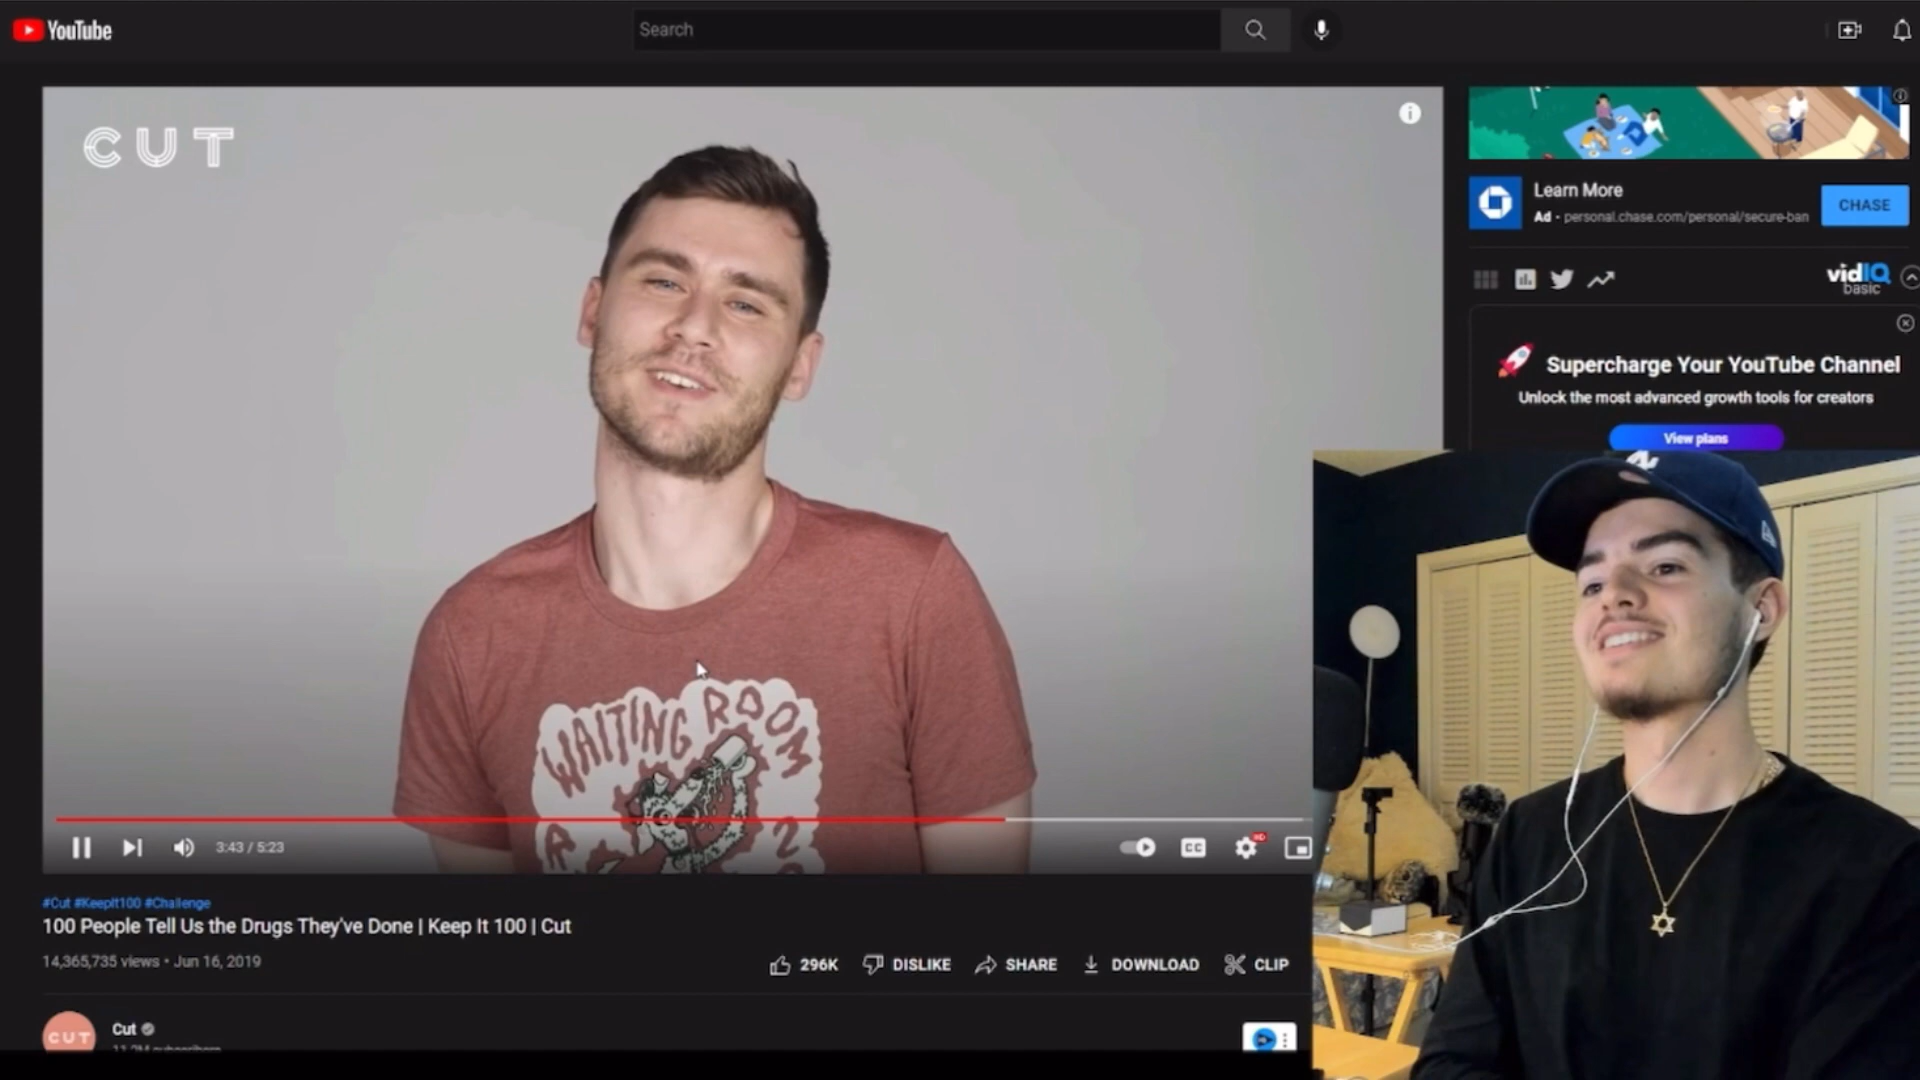 YouTube
Search
CUT
Learn More
Ad · personal.chase.com/personal/secure-ban
CHASE
vidIQ
basic
Supercharge Your YouTube Channel
Unlock the most advanced growth tools for creators
View plans
WAITING ROOM
3:43 / 5:23
CC
HD
#Cut #KeepIt100 #Challenge
100 People Tell Us the Drugs They've Done | Keep It 100 | Cut
14,365,735 views • Jun 16, 2019
296K
DISLIKE
SHARE
DOWNLOAD
CLIP
CUT
Cut